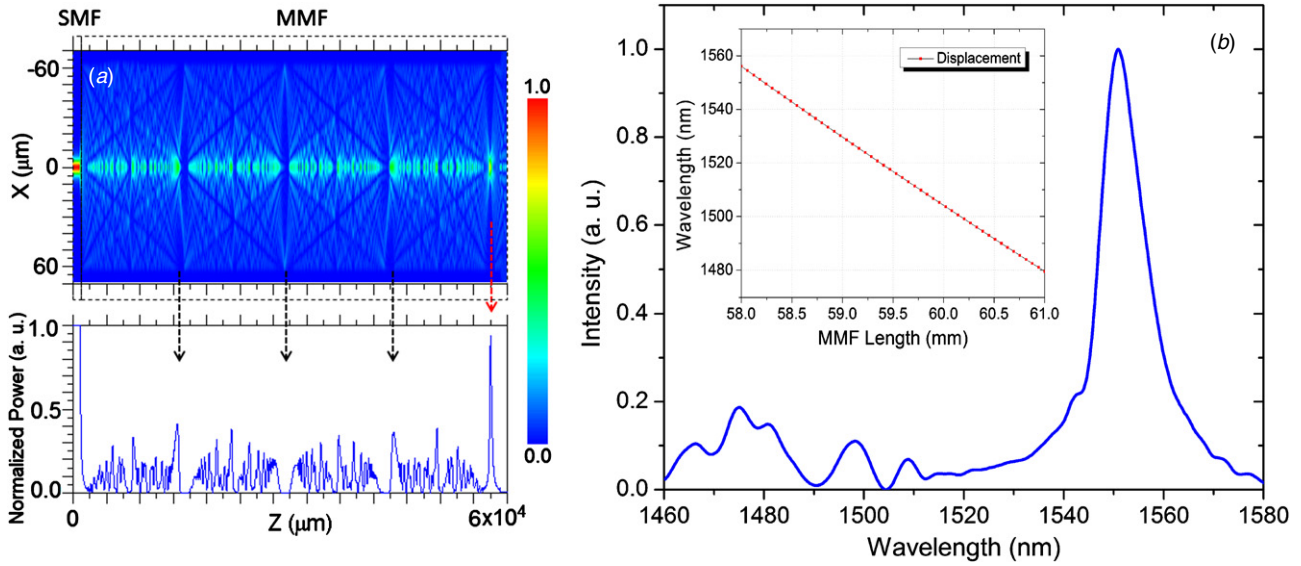 SMF MMF
(a)
-60
0
60
X (μm)
1.0
0.0
Normalized Power (a. u.)
1.0
0.5
0.0
0 6x10⁴
Z (μm)
(b)
Intensity (a. u.)
1.0
0.8
0.6
0.4
0.2
0.0
1460 1480 1500 1520 1540 1560 1580
Wavelength (nm)
Displacement
Wavelength (nm)
1560
1540
1520
1500
1480
58.0 58.5 59.0 59.5 60.0 60.5 61.0
MMF Length (mm)